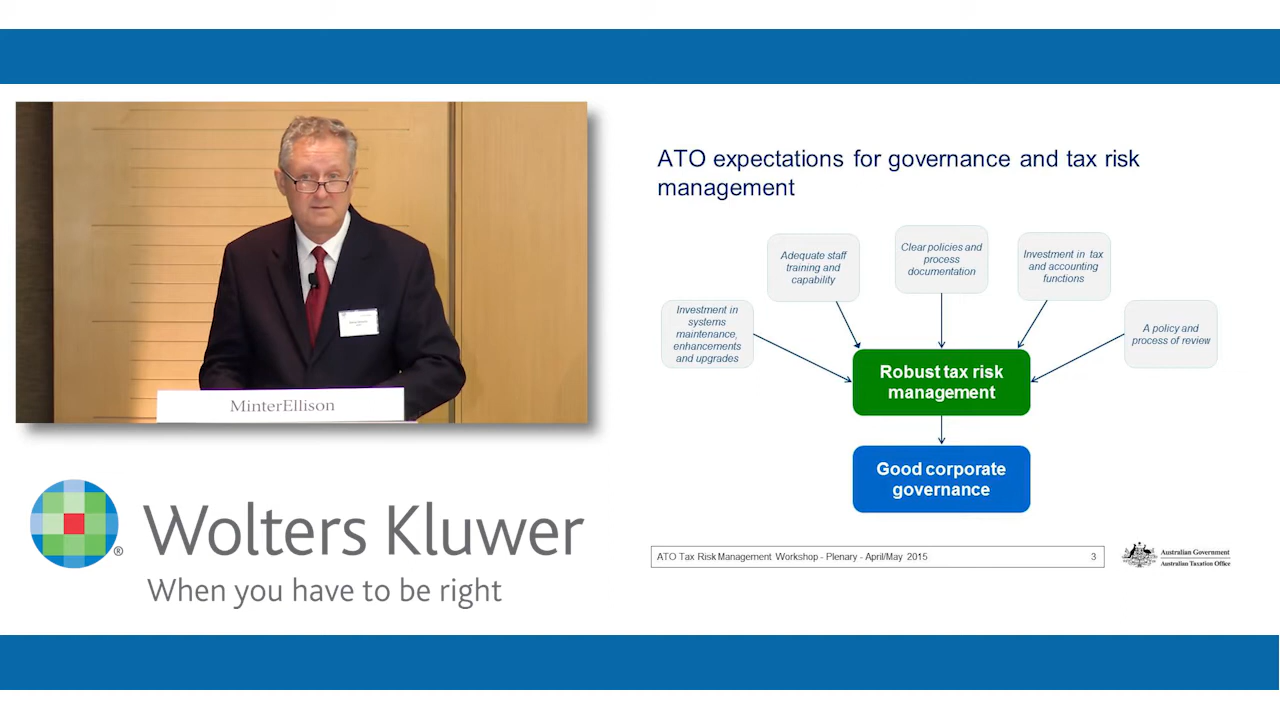 MinterEllison
Wolters Kluwer
®
When you have to be right
ATO expectations for governance and tax risk
management
Investment in
systems
maintenance,
enhancements
and upgrades
Adequate staff
training and
capability
Clear policies and
process
documentation
Investment in tax
and accounting
functions
A policy and
process of review
Robust tax risk
management
Good corporate
governance
ATO Tax Risk Management Workshop - Plenary - April/May 2015 3
Australian Government
Australian Taxation Office